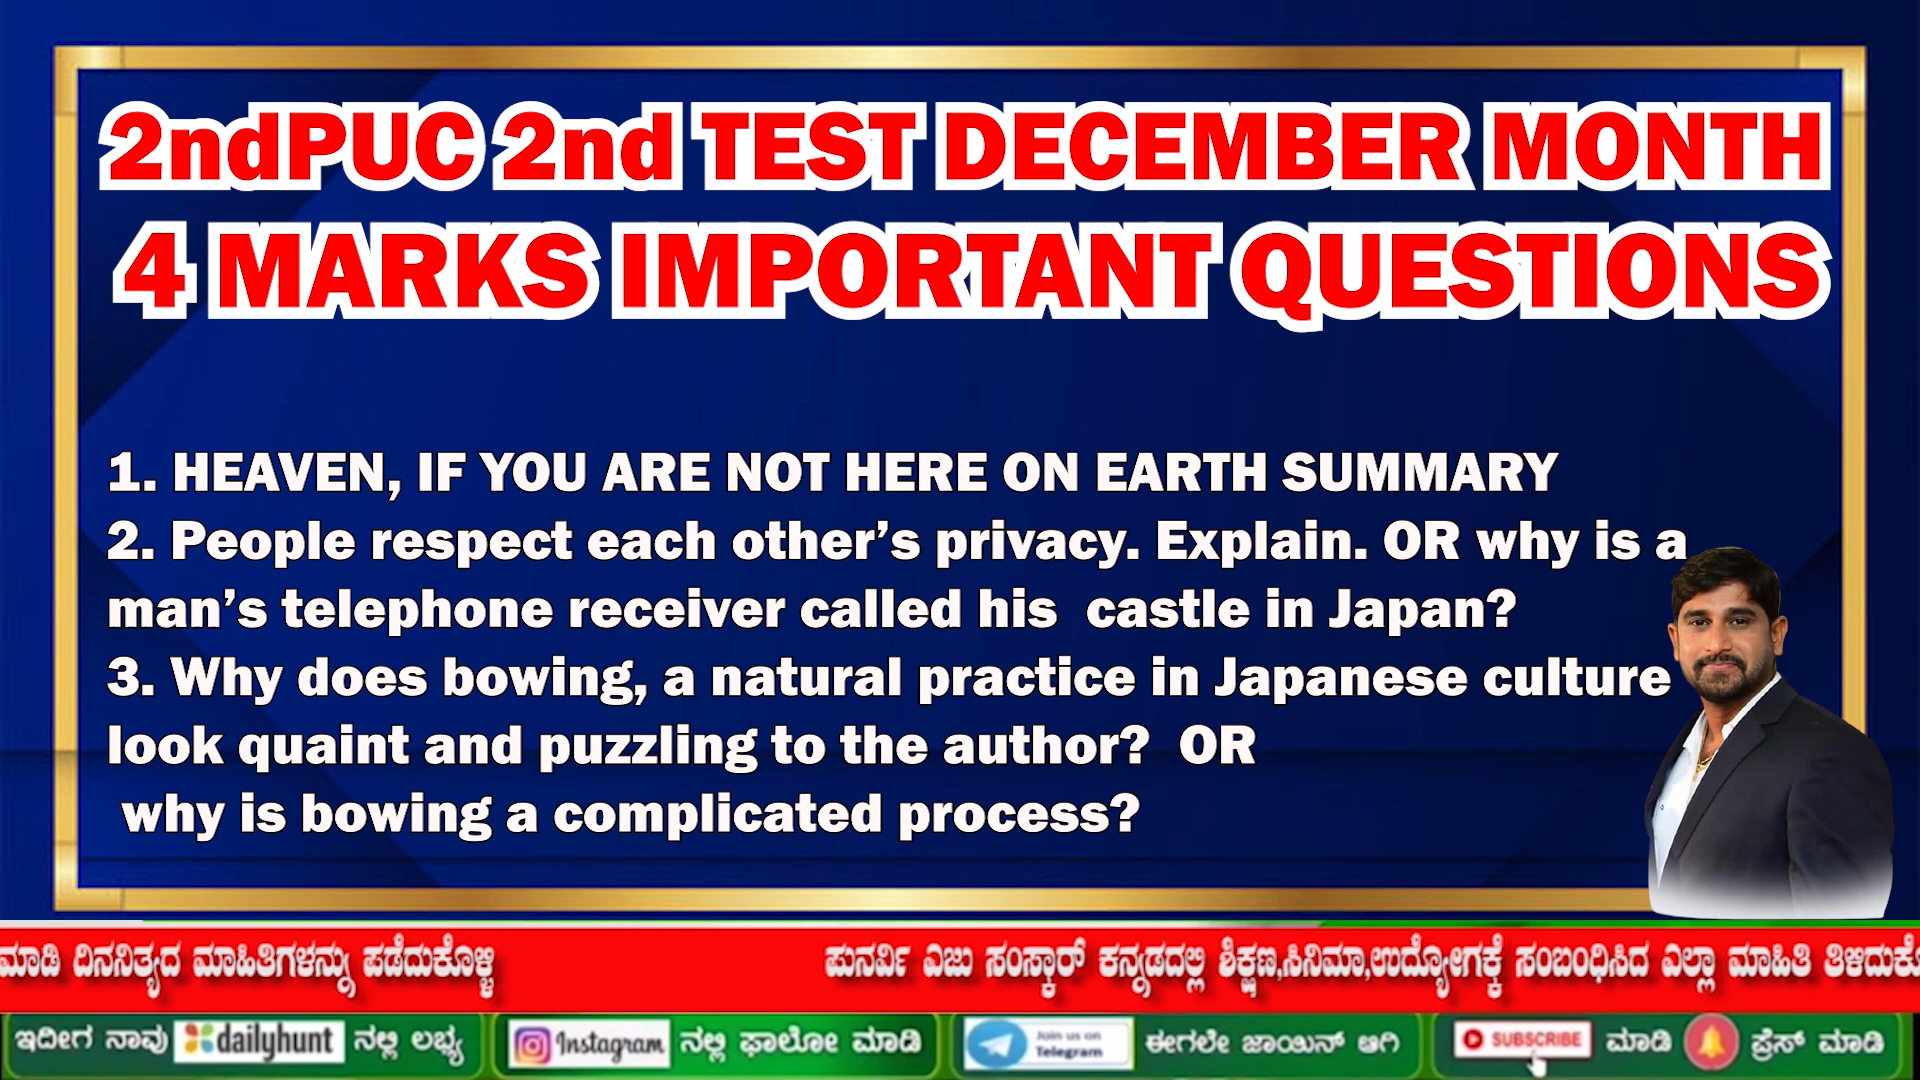 2ndPUC 2nd TEST DECEMBER MONTH
4 MARKS IMPORTANT QUESTIONS
1. HEAVEN, IF YOU ARE NOT HERE ON EARTH SUMMARY
2. People respect each other’s privacy. Explain. OR why is a
man’s telephone receiver called his castle in Japan?
3. Why does bowing, a natural practice in Japanese culture
look quaint and puzzling to the author? OR
why is bowing a complicated process?
ಮಾಡಿ ದಿನನಿತ್ಯದ ಮಾಹಿತಿಗಳನ್ನು ಪಡೆದುಕೊಳ್ಳಿ ಪುನರ್ವಿ ಎಜು ಸಂಸ್ಕಾರ್ ಕನ್ನಡದಲ್ಲಿ ಶಿಕ್ಷಣ,ಸಿನಿಮಾ,ಉದ್ಯೋಗಕ್ಕೆ ಸಂಬಂಧಿಸಿದ ಎಲ್ಲಾ ಮಾಹಿತಿ
ಇದೀಗ ನಾವು dailyhunt ನಲ್ಲಿ ಲಭ್ಯ Instagram ನಲ್ಲಿ ಫಾಲೋ ಮಾಡಿ Join us on Telegram ಈಗಲೇ ಜಾಯಿನ್ ಆಗಿ SUBSCRIBE ಮಾಡಿ ಪ್ರೆಸ್ ಮಾಡಿ